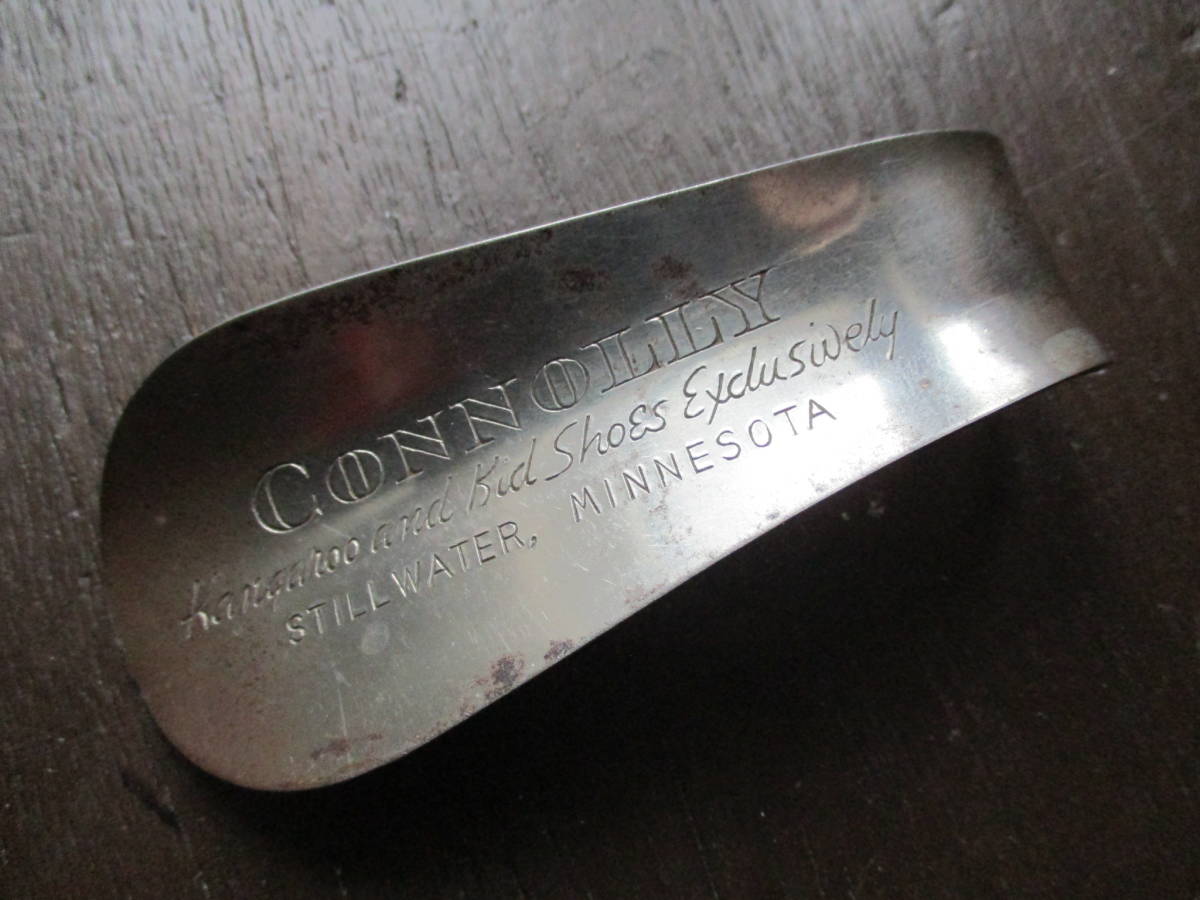 CONNOLLY
Kangaroo and Kid Shoes Exclusively
STILLWATER, MINNESOTA